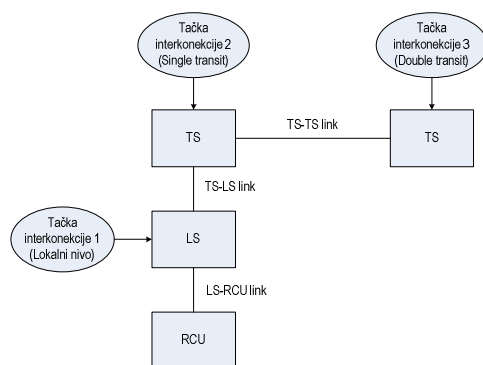 Tačka
interkonekcije 2
(Single transit)
Tačka
interkonekcije 3
(Double transit)
TS
TS-TS link
TS
TS-LS link
Tačka
interkonekcije 1
(Lokalni nivo)
LS
LS-RCU link
RCU